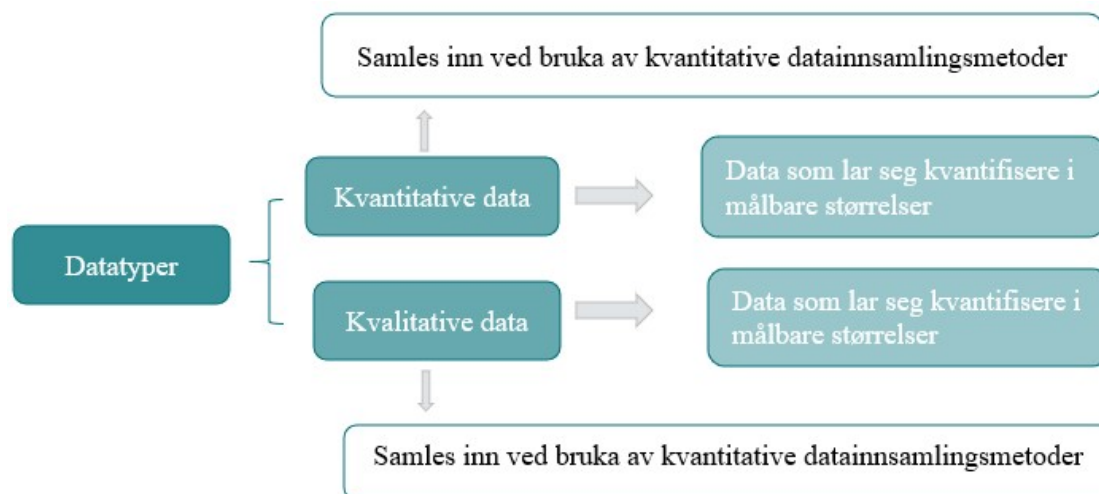 Samles inn ved bruka av kvantitative datainnsamlingsmetoder
Kvantitative data
Data som lar seg kvantifisere i
målbare størrelser
Datatyper
Kvalitative data
Data som lar seg kvantifisere i
målbare størrelser
Samles inn ved bruka av kvantitative datainnsamlingsmetoder